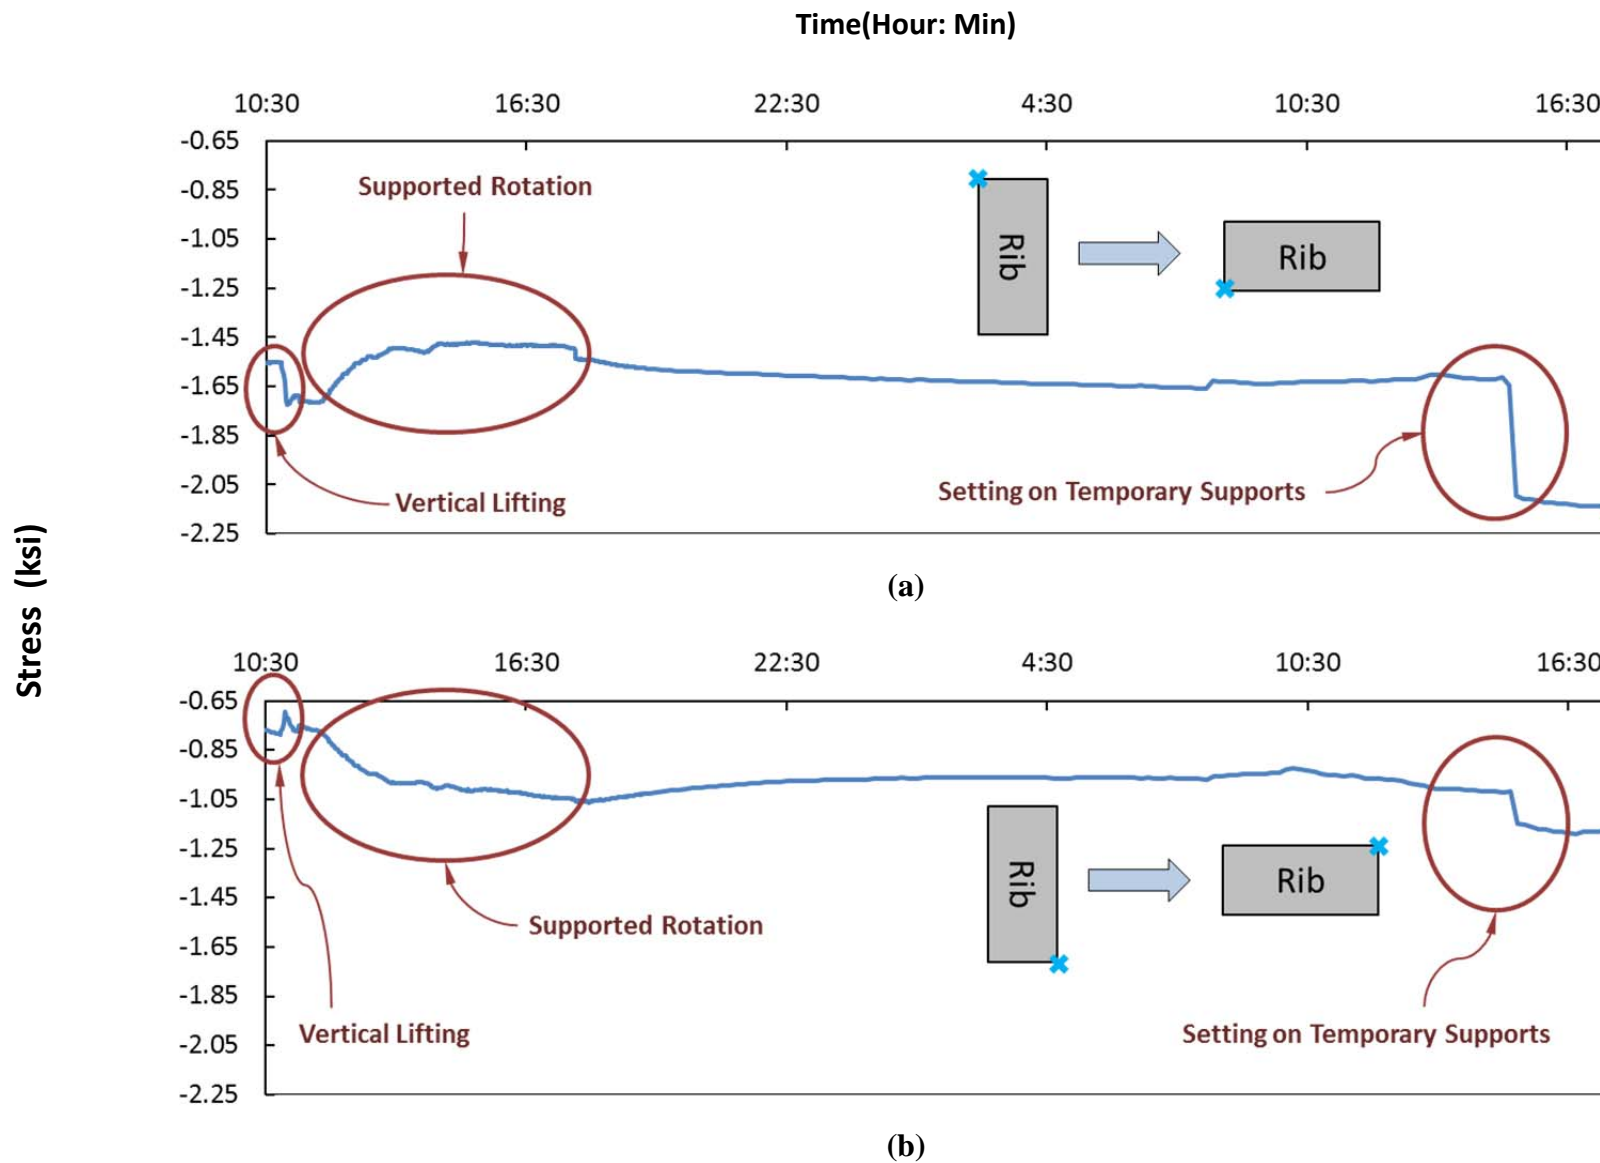 Time(Hour: Min)
10:30 16:30 22:30 4:30 10:30 16:30
-0.65
-0.85
-1.05
-1.25
-1.45
-1.65
-1.85
-2.05
-2.25
Supported Rotation
Rib
Rib
Vertical Lifting
Setting on Temporary Supports
(a)
Stress (ksi)
10:30 16:30 22:30 4:30 10:30 16:30
-0.65
-0.85
-1.05
-1.25
-1.45
-1.65
-1.85
-2.05
-2.25
Rib
Rib
Supported Rotation
Vertical Lifting
Setting on Temporary Supports
(b)